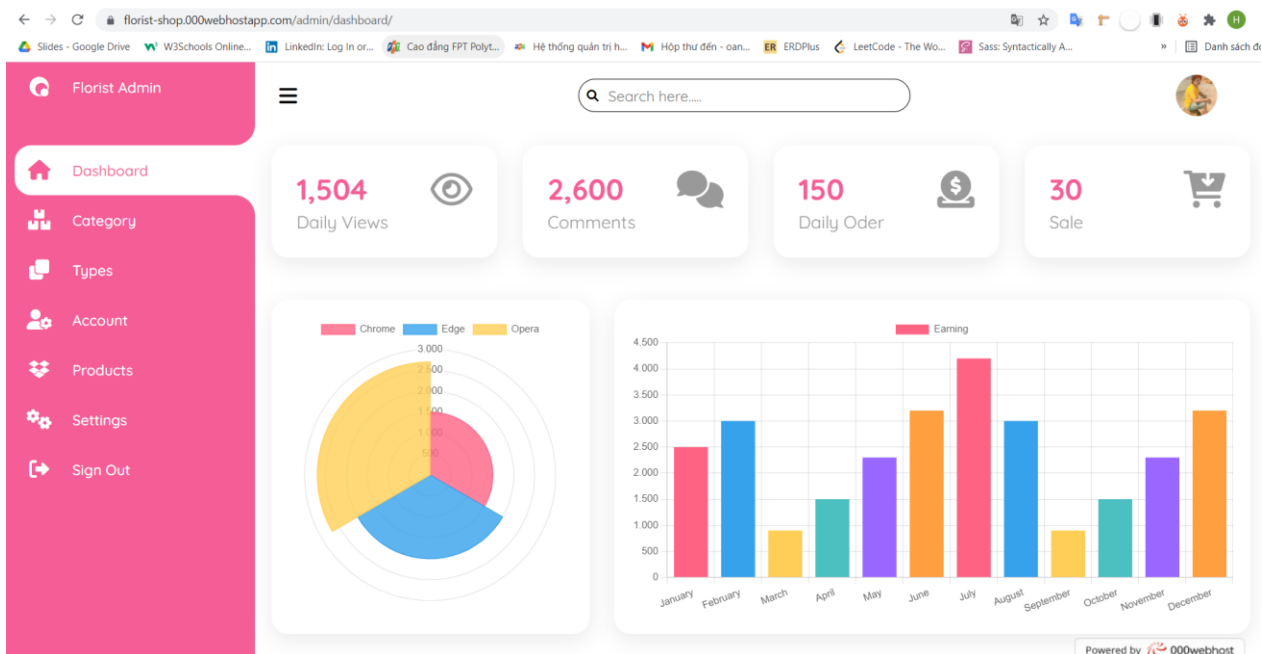 florist-shop.000webhostapp.com/admin/dashboard/
Slides - Google Drive W3Schools Online... LinkedIn: Log In or... Cao đẳng FPT Polyt... Hệ thống quản trị h... Hộp thư đến - oan... ERDPlus LeetCode - The Wo... Sass: Syntactically A... » Danh sách đọ
Florist Admin
Search here.....
Dashboard
Category
Types
Account
Products
Settings
Sign Out
1,504
Daily Views
2,600
Comments
150
Daily Oder
30
Sale
Chrome Edge Opera
3.000
2.500
2.000
1.500
1.000
500
Earning
4.500
4.000
3.500
3.000
2.500
2.000
1.500
1.000
500
0
January February March April May June July August September October November December
Powered by 000webhost